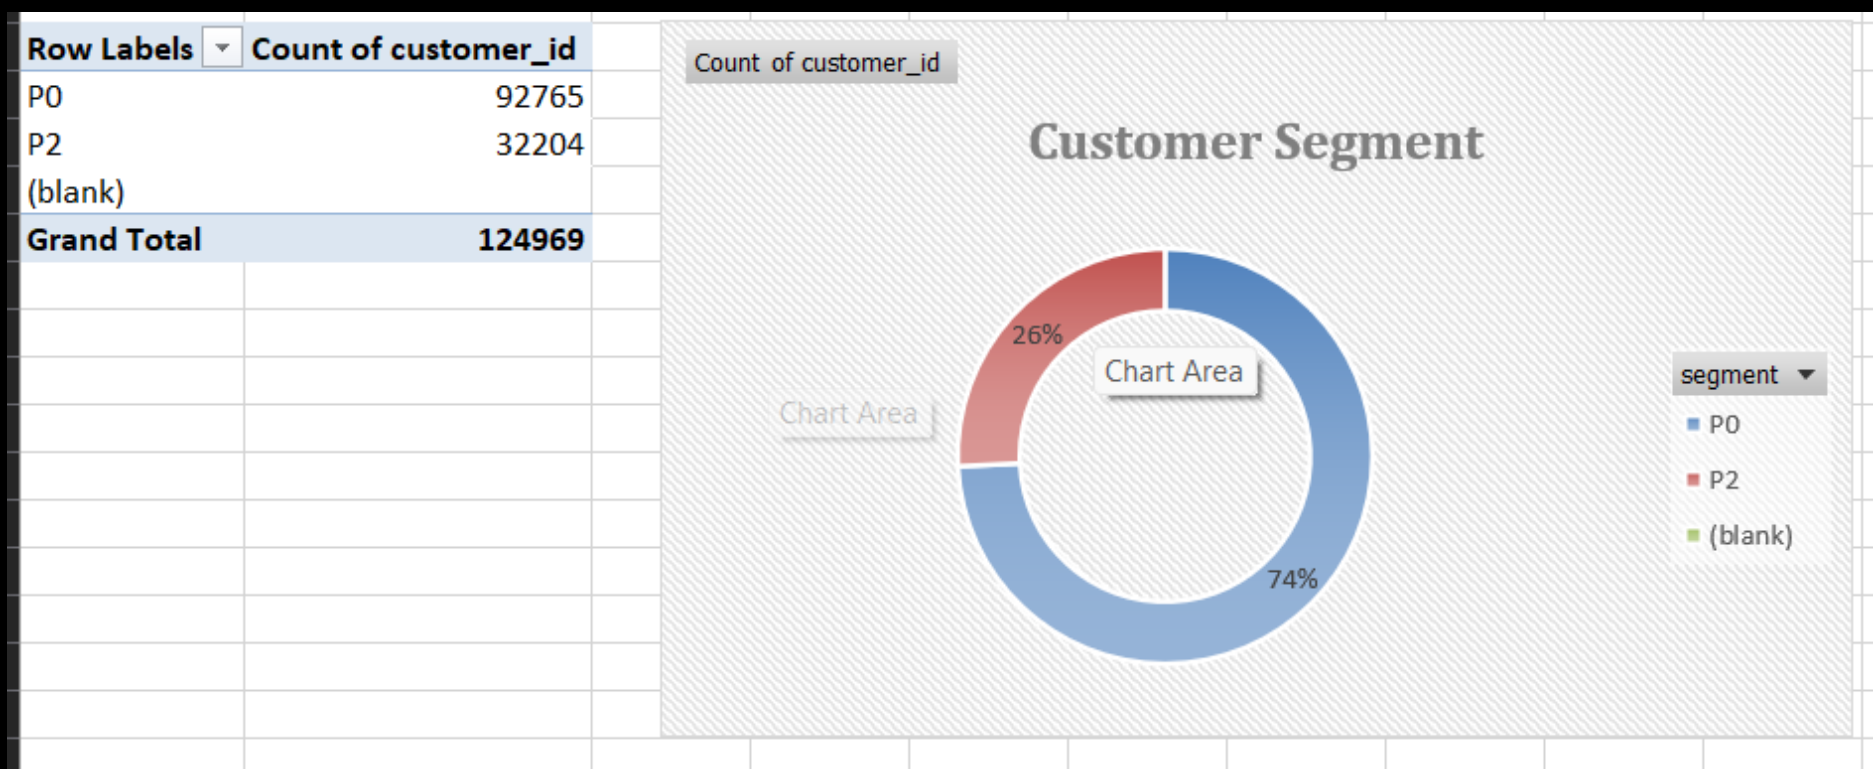 Row Labels Count of customer_id
P0 92765
P2 32204
(blank)
Grand Total 124969
Count of customer_id
Customer Segment
26%
Chart Area
Chart Area
74%
segment
P0
P2
(blank)